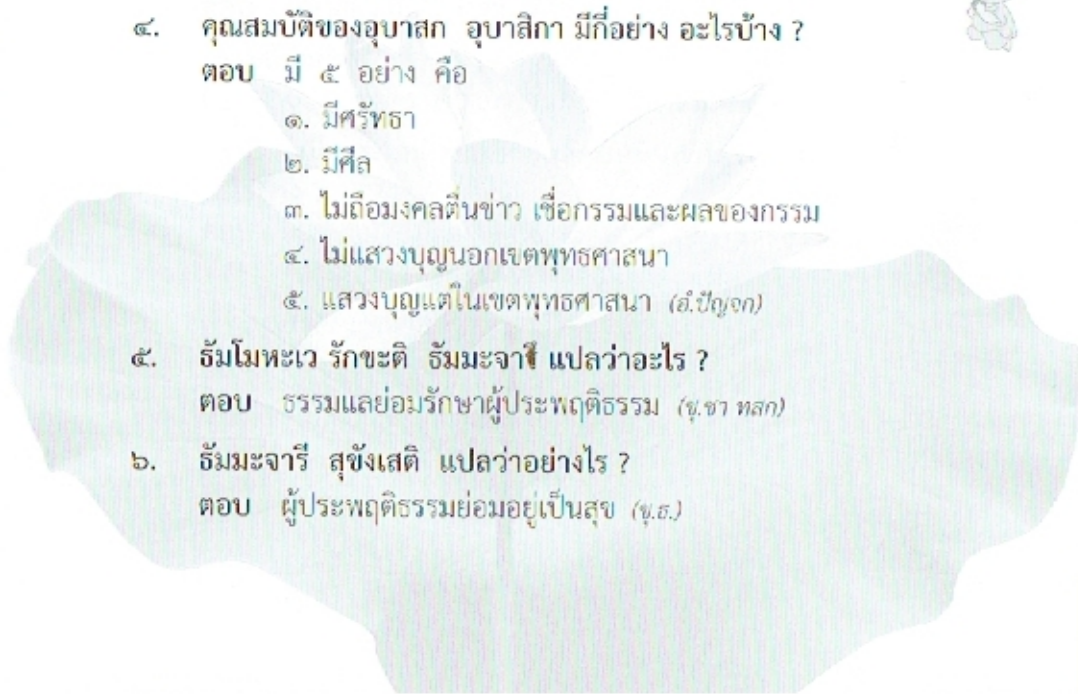 ๔. คุณสมบัติของอุบาสก อุบาสิกา มีกี่อย่าง อะไรบ้าง ?
ตอบ มี ๕ อย่าง คือ
๑. มีศรัทธา
๒. มีศีล
๓. ไม่ถือมงคลตื่นข่าว เชื่อกรรมและผลของกรรม
๔. ไม่แสวงบุญนอกเขตพุทธศาสนา
๕. แสวงบุญแต่ในเขตพุทธศาสนา (อํ.ปัญจก)
๕. ธัมโมหะเว รักขะติ ธัมมะจารึ แปลว่าอะไร ?
ตอบ ธรรมแลย่อมรักษาผู้ประพฤติธรรม (ขุ.ชา ทสก)
๖. ธัมมะจารี สุขังเสติ แปลว่าอย่างไร ?
ตอบ ผู้ประพฤติธรรมย่อมอยู่เป็นสุข (ขุ.ธ.)